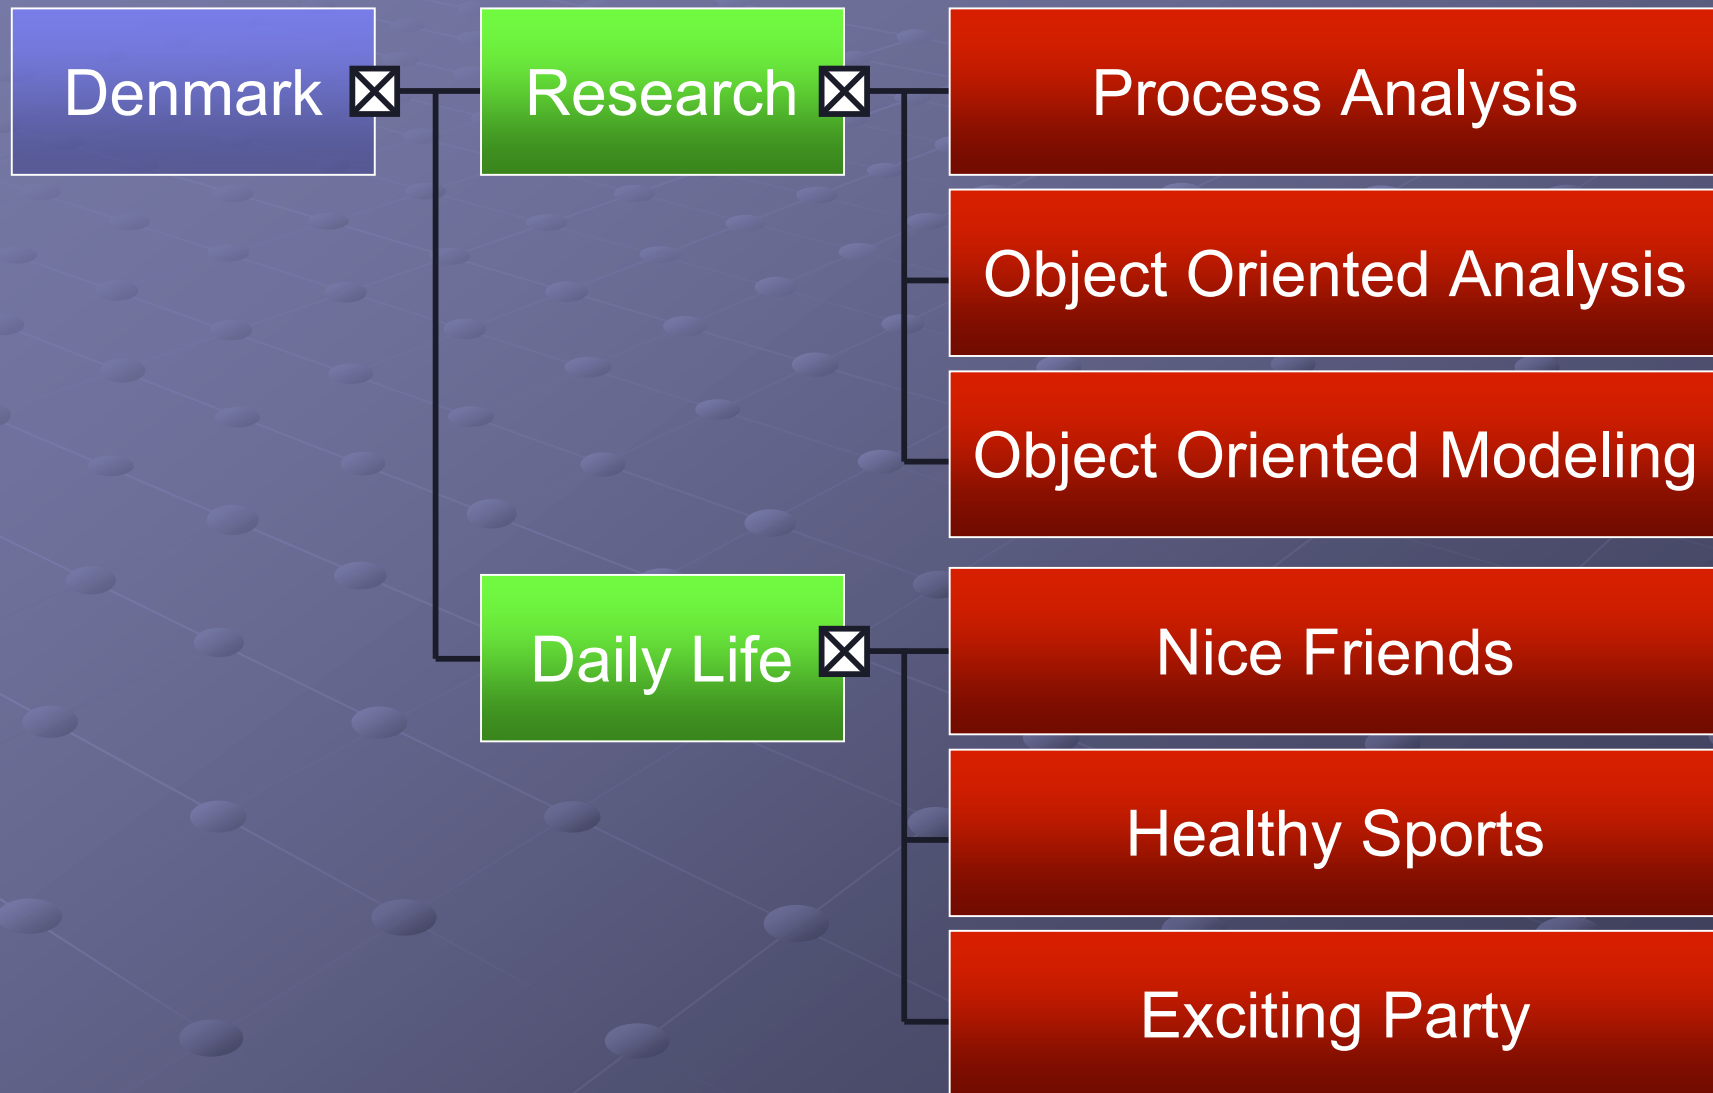 Denmark
Research
Process Analysis
Object Oriented Analysis
Object Oriented Modeling
Daily Life
Nice Friends
Healthy Sports
Exciting Party